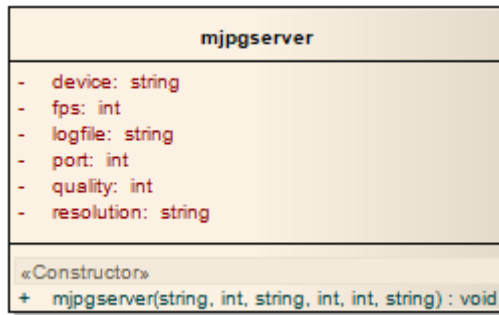 mjpgserver
- device: string
- fps: int
- logfile: string
- port: int
- quality: int
- resolution: string
«Constructor»
+ mjpgserver(string, int, string, int, int, string) : void